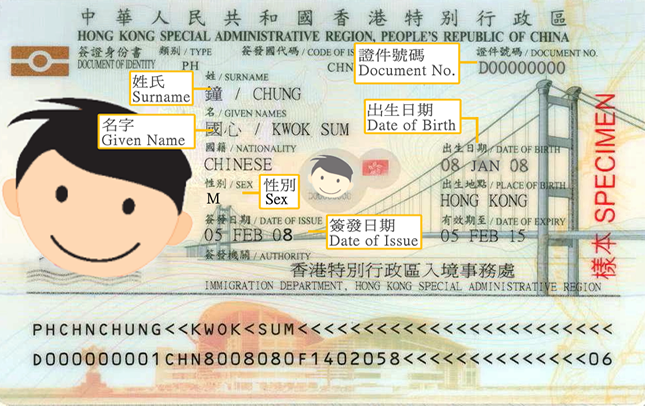 中華人民共和國香港特別行政區
HONG KONG SPECIAL ADMINISTRATIVE REGION, PEOPLE'S REPUBLIC OF CHINA
簽證身份書 類別 / TYPE 簽發國代碼 / CODE OF IS 證件號碼 / DOCUMENT NO.
DOCUMENT OF IDENTITY PH CHN D00000000
證件號碼
Document No.
姓 / SURNAME
姓氏
Surname
鐘 / CHUNG
名 / GIVEN NAMES
名字
Given Name
國心 / KWOK SUM
出生日期
Date of Birth
國籍 / NATIONALITY
CHINESE
出生日期 / DATE OF BIRTH
08 JAN 08
性別 / SEX
M
性別
Sex
出生地點 / PLACE OF BIRTH
HONG KONG
簽發日期 / DATE OF ISSUE
05 FEB 08
簽發日期
Date of Issue
有效期至 / DATE OF EXPIRY
05 FEB 15
簽發機關 / AUTHORITY
香港特別行政區入境事務處
IMMIGRATION DEPARTMENT, HONG KONG SPECIAL ADMINISTRATIVE REGION
樣本 SPECIMEN
PHCHNCHUNG<<KWOK<SUM<<<<<<<<<<<<<<<<<<<<<<<<
D000000001CHN8008080F1402058<<<<<<<<<<<<<<06